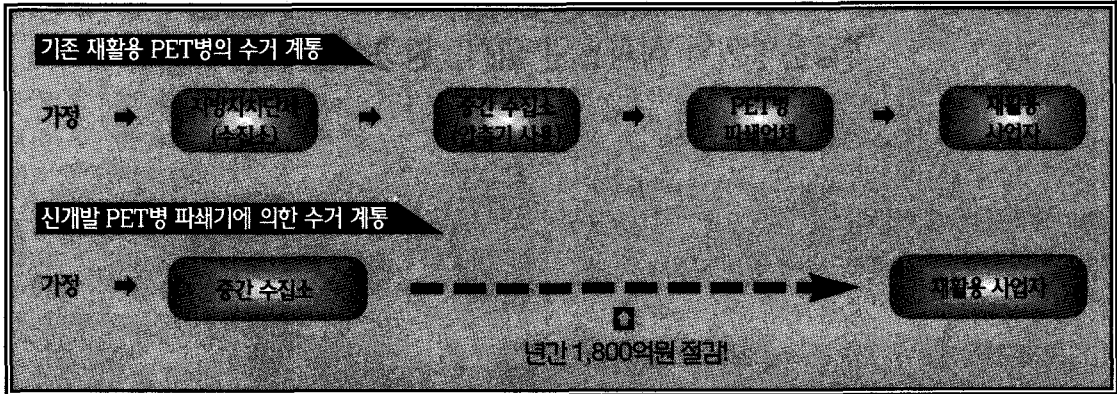 기존 재활용 PET병의 수거 계통
가정
지방자치단체
(수집소)
중간 수집소
(압축기 사용)
PET병
파쇄업체
재활용
사업자
신개발 PET병 파쇄기에 의한 수거 계통
가정
중간 수집소
재활용 사업자
년간 1,800억원 절감!